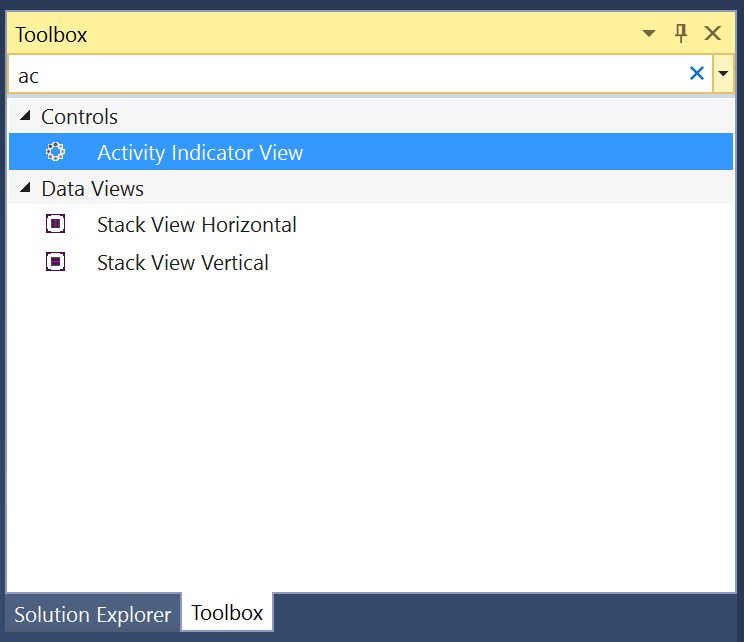 Toolbox
ac
Controls
Activity Indicator View
Data Views
Stack View Horizontal
Stack View Vertical
Solution Explorer
Toolbox